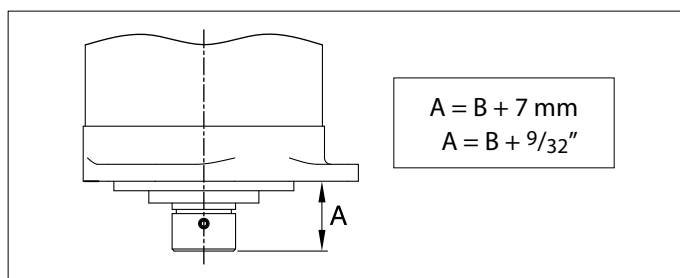 A = B + 7 mm
A = B + 9/32"
A